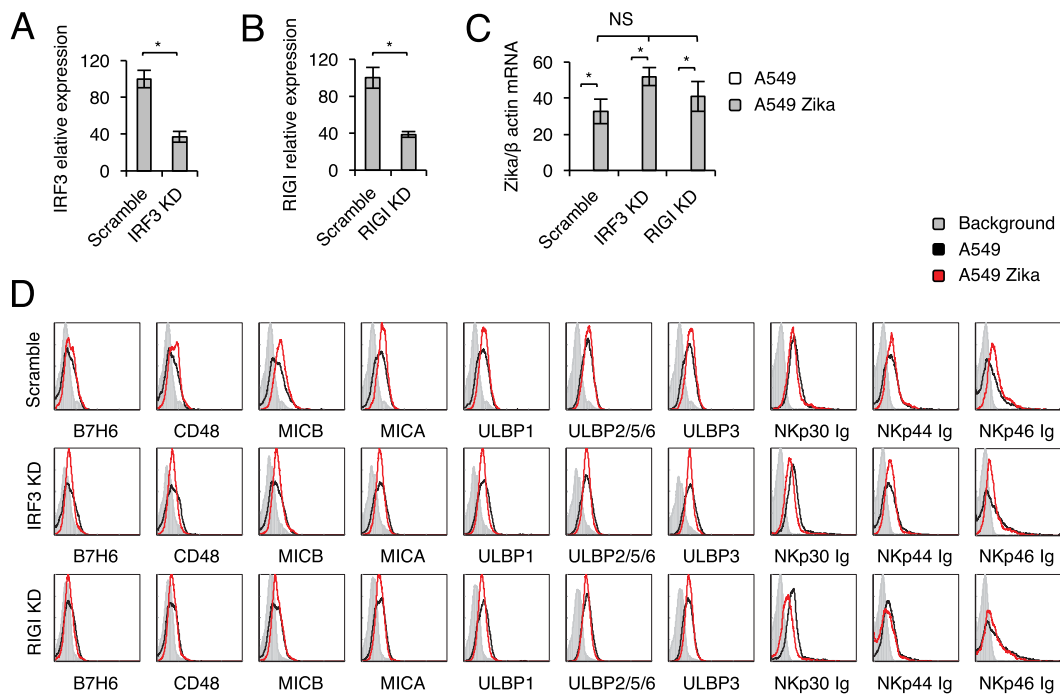 A
IRF3 elative expression
120
80
40
0
*
Scramble
IRF3 KD
B
RIGI relative expression
120
80
40
0
*
Scramble
RIGI KD
C
NS
Zika/β actin mRNA
60
40
20
0
*
*
*
Scramble
IRF3 KD
RIGI KD
A549
A549 Zika
Background
A549
A549 Zika
D
Scramble
B7H6 CD48 MICB MICA ULBP1 ULBP2/5/6 ULBP3 NKp30 Ig NKp44 Ig NKp46 Ig
IRF3 KD
B7H6 CD48 MICB MICA ULBP1 ULBP2/5/6 ULBP3 NKp30 Ig NKp44 Ig NKp46 Ig
RIGI KD
B7H6 CD48 MICB MICA ULBP1 ULBP2/5/6 ULBP3 NKp30 Ig NKp44 Ig NKp46 Ig